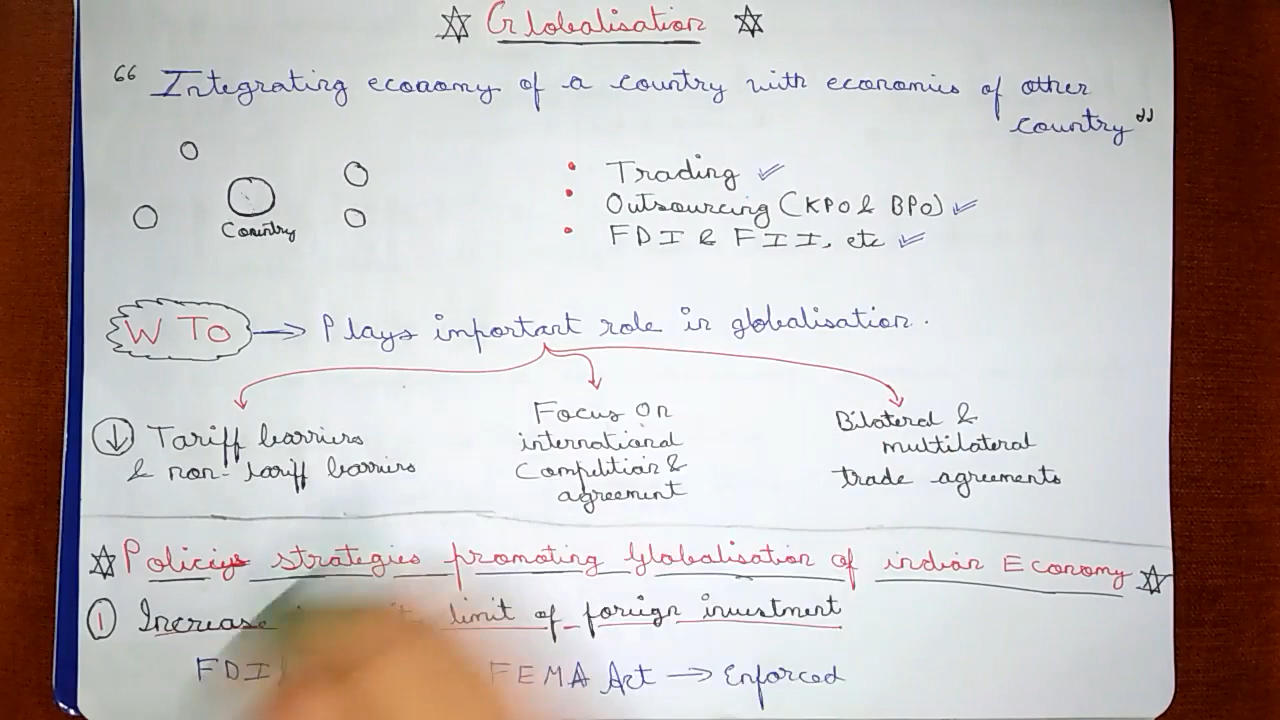 Globalisation
“ Integrating economy of a country with economies of other
country ”
Country
• Trading
• Outsourcing (KPO & BPO)
• FDI & FII, etc
WTO → Plays important role in globalisation.
↓ Tariff barriers
& non-tariff barriers
Focus on
international
Competition &
agreement
Bilateral &
multilateral
trade agreements
Policy strategies promoting Globalisation of indian Economy
① Increase limit of foreign investment
FDI FEMA Act → Enforced